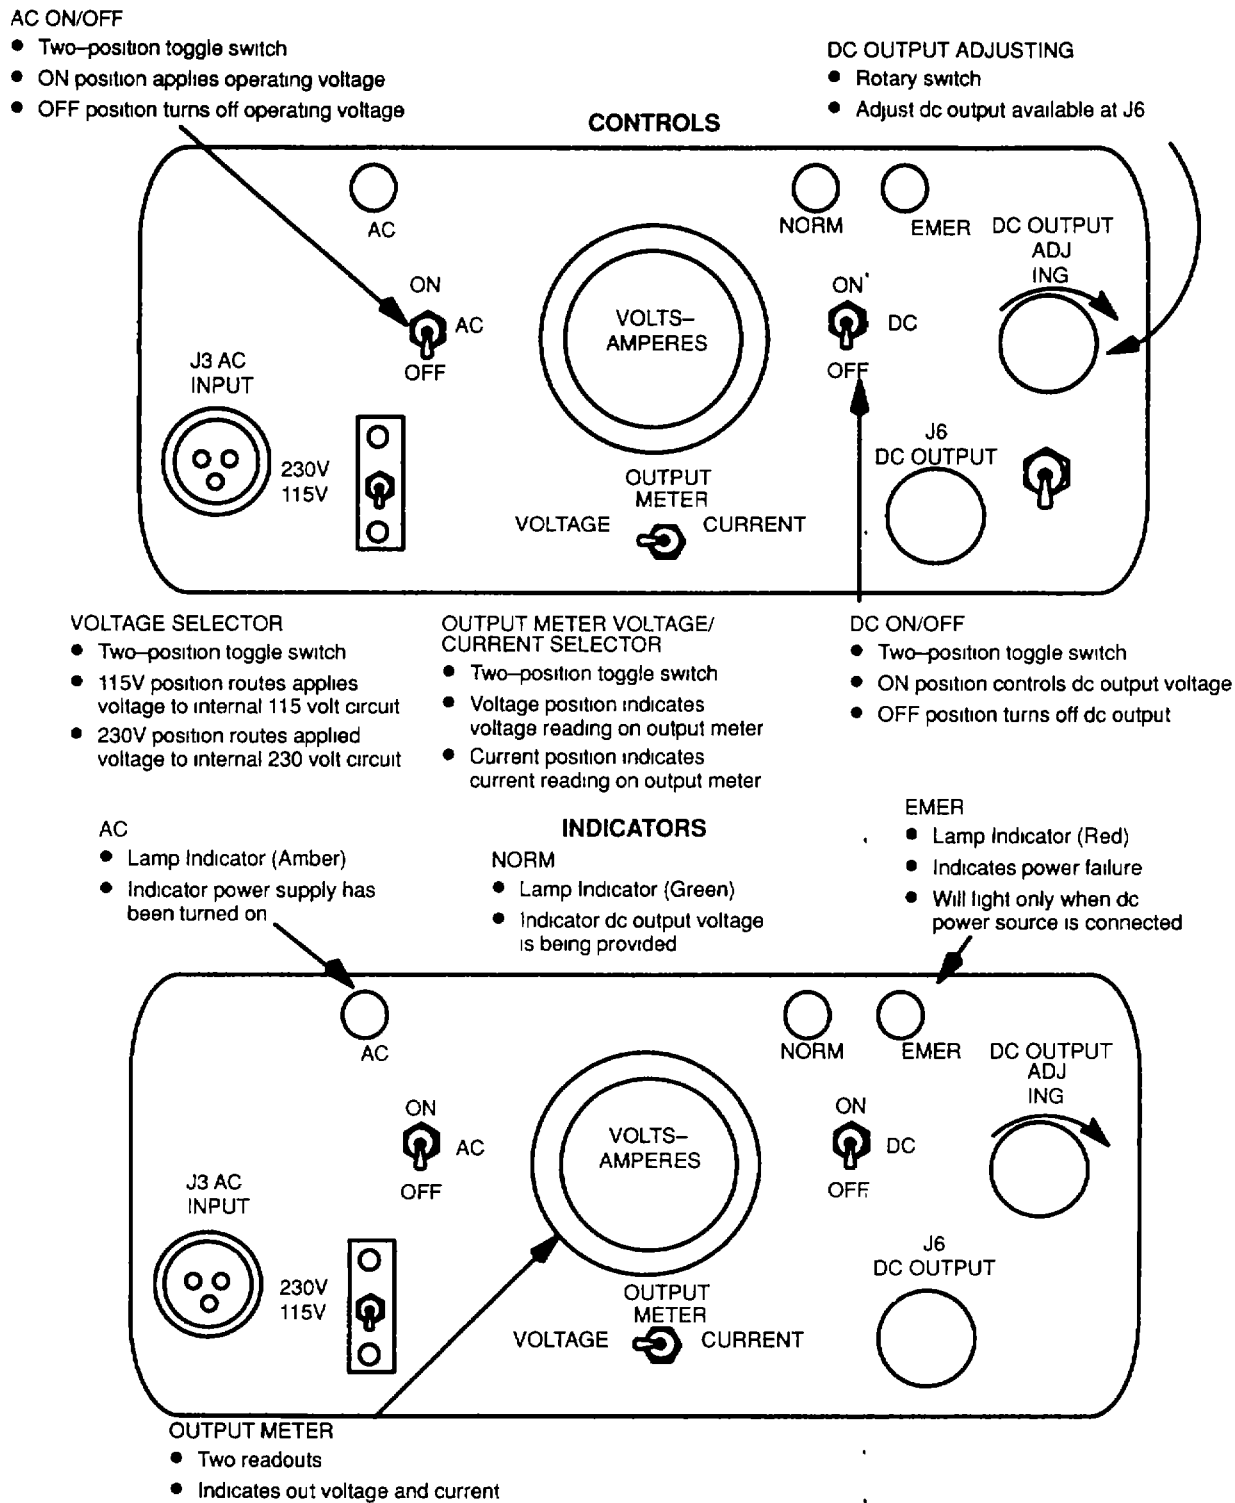 AC ON/OFF
● Two–position toggle switch
● ON position applies operating voltage
● OFF position turns off operating voltage
DC OUTPUT ADJUSTING
● Rotary switch
● Adjust dc output available at J6
CONTROLS
AC
NORM
EMER
DC OUTPUT
ADJ
ING
ON
AC
OFF
VOLTS–
AMPERES
ON
DC
OFF
J3 AC
INPUT
230V
115V
J6
DC OUTPUT
OUTPUT
METER
VOLTAGE
CURRENT
VOLTAGE SELECTOR
● Two–position toggle switch
● 115V position routes applies
voltage to internal 115 volt circuit
● 230V position routes applied
voltage to internal 230 volt circuit
OUTPUT METER VOLTAGE/
CURRENT SELECTOR
● Two–position toggle switch
● Voltage position indicates
voltage reading on output meter
● Current position indicates
current reading on output meter
DC ON/OFF
● Two–position toggle switch
● ON position controls dc output voltage
● OFF position turns off dc output
INDICATORS
AC
● Lamp Indicator (Amber)
● Indicator power supply has
been turned on
NORM
● Lamp Indicator (Green)
● Indicator dc output voltage
is being provided
EMER
● Lamp Indicator (Red)
● Indicates power failure
● Will light only when dc
power source is connected
AC
NORM
EMER
DC OUTPUT
ADJ
ING
ON
AC
OFF
VOLTS–
AMPERES
ON
DC
OFF
J3 AC
INPUT
230V
115V
J6
DC OUTPUT
OUTPUT
METER
VOLTAGE
CURRENT
OUTPUT METER
● Two readouts
● Indicates out voltage and current